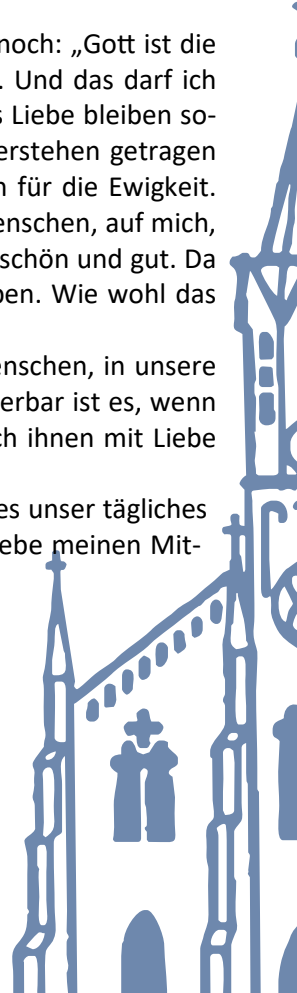 noch: „Gott ist die
. Und das darf ich
s Liebe bleiben so-
erstehen getragen
n für die Ewigkeit.
enschen, auf mich,
schön und gut. Da
ben. Wie wohl das
enschen, in unsere
erbar ist es, wenn
ch ihnen mit Liebe
es unser tägliches
iebe meinen Mit-